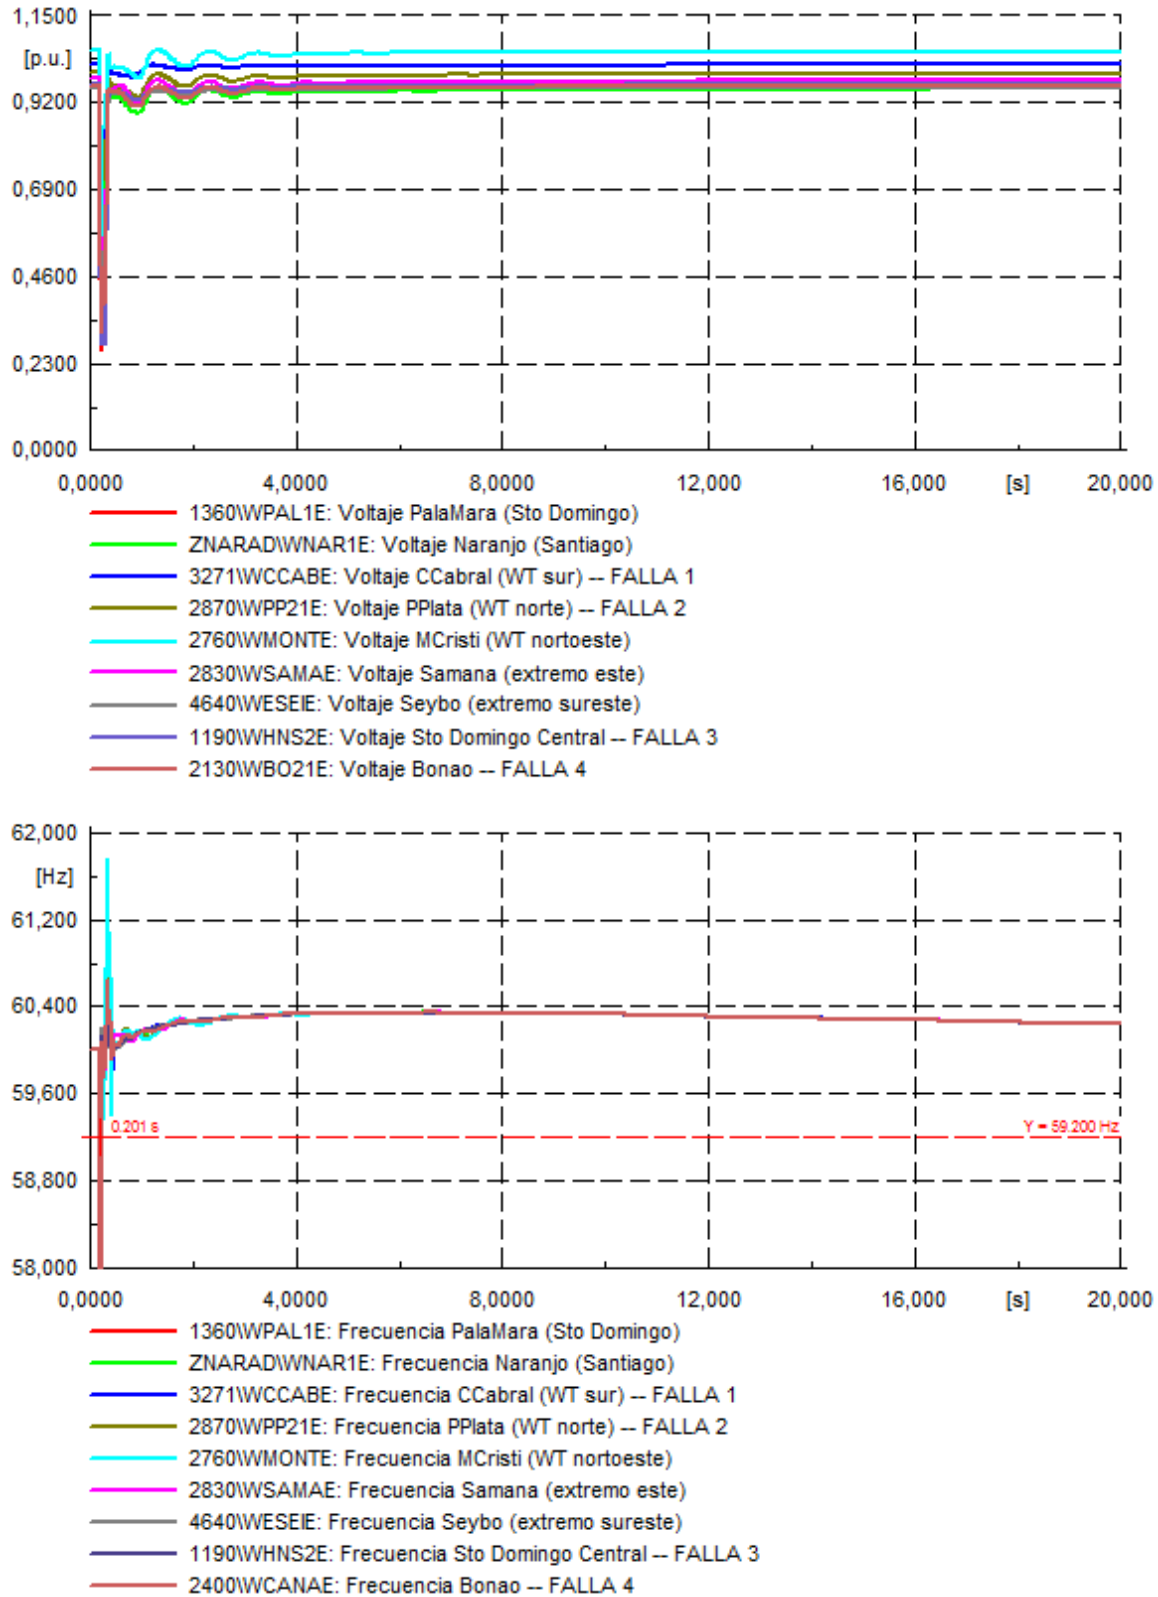 1,1500
[p.u.]
0,9200
0,6900
0,4600
0,2300
0,0000
0,0000 4,0000 8,0000 12,000 16,000 [s] 20,000
1360\WPAL1E: Voltaje PalaMara (Sto Domingo)
ZNARAD\WNAR1E: Voltaje Naranjo (Santiago)
3271\WCCABE: Voltaje CCabral (WT sur) -- FALLA 1
2870\WPP21E: Voltaje PPlata (WT norte) -- FALLA 2
2760\WMONTE: Voltaje MCristi (WT nortoeste)
2830\WSAMAE: Voltaje Samana (extremo este)
4640\WESEIE: Voltaje Seybo (extremo sureste)
1190\WHNS2E: Voltaje Sto Domingo Central -- FALLA 3
2130\WBO21E: Voltaje Bonao -- FALLA 4
62,000
[Hz]
61,200
60,400
59,600
0.201 s Y = 59.200 Hz
58,800
58,000
0,0000 4,0000 8,0000 12,000 16,000 [s] 20,000
1360\WPAL1E: Frecuencia PalaMara (Sto Domingo)
ZNARAD\WNAR1E: Frecuencia Naranjo (Santiago)
3271\WCCABE: Frecuencia CCabral (WT sur) -- FALLA 1
2870\WPP21E: Frecuencia PPlata (WT norte) -- FALLA 2
2760\WMONTE: Frecuencia MCristi (WT nortoeste)
2830\WSAMAE: Frecuencia Samana (extremo este)
4640\WESEIE: Frecuencia Seybo (extremo sureste)
1190\WHNS2E: Frecuencia Sto Domingo Central -- FALLA 3
2400\WCANAE: Frecuencia Bonao -- FALLA 4